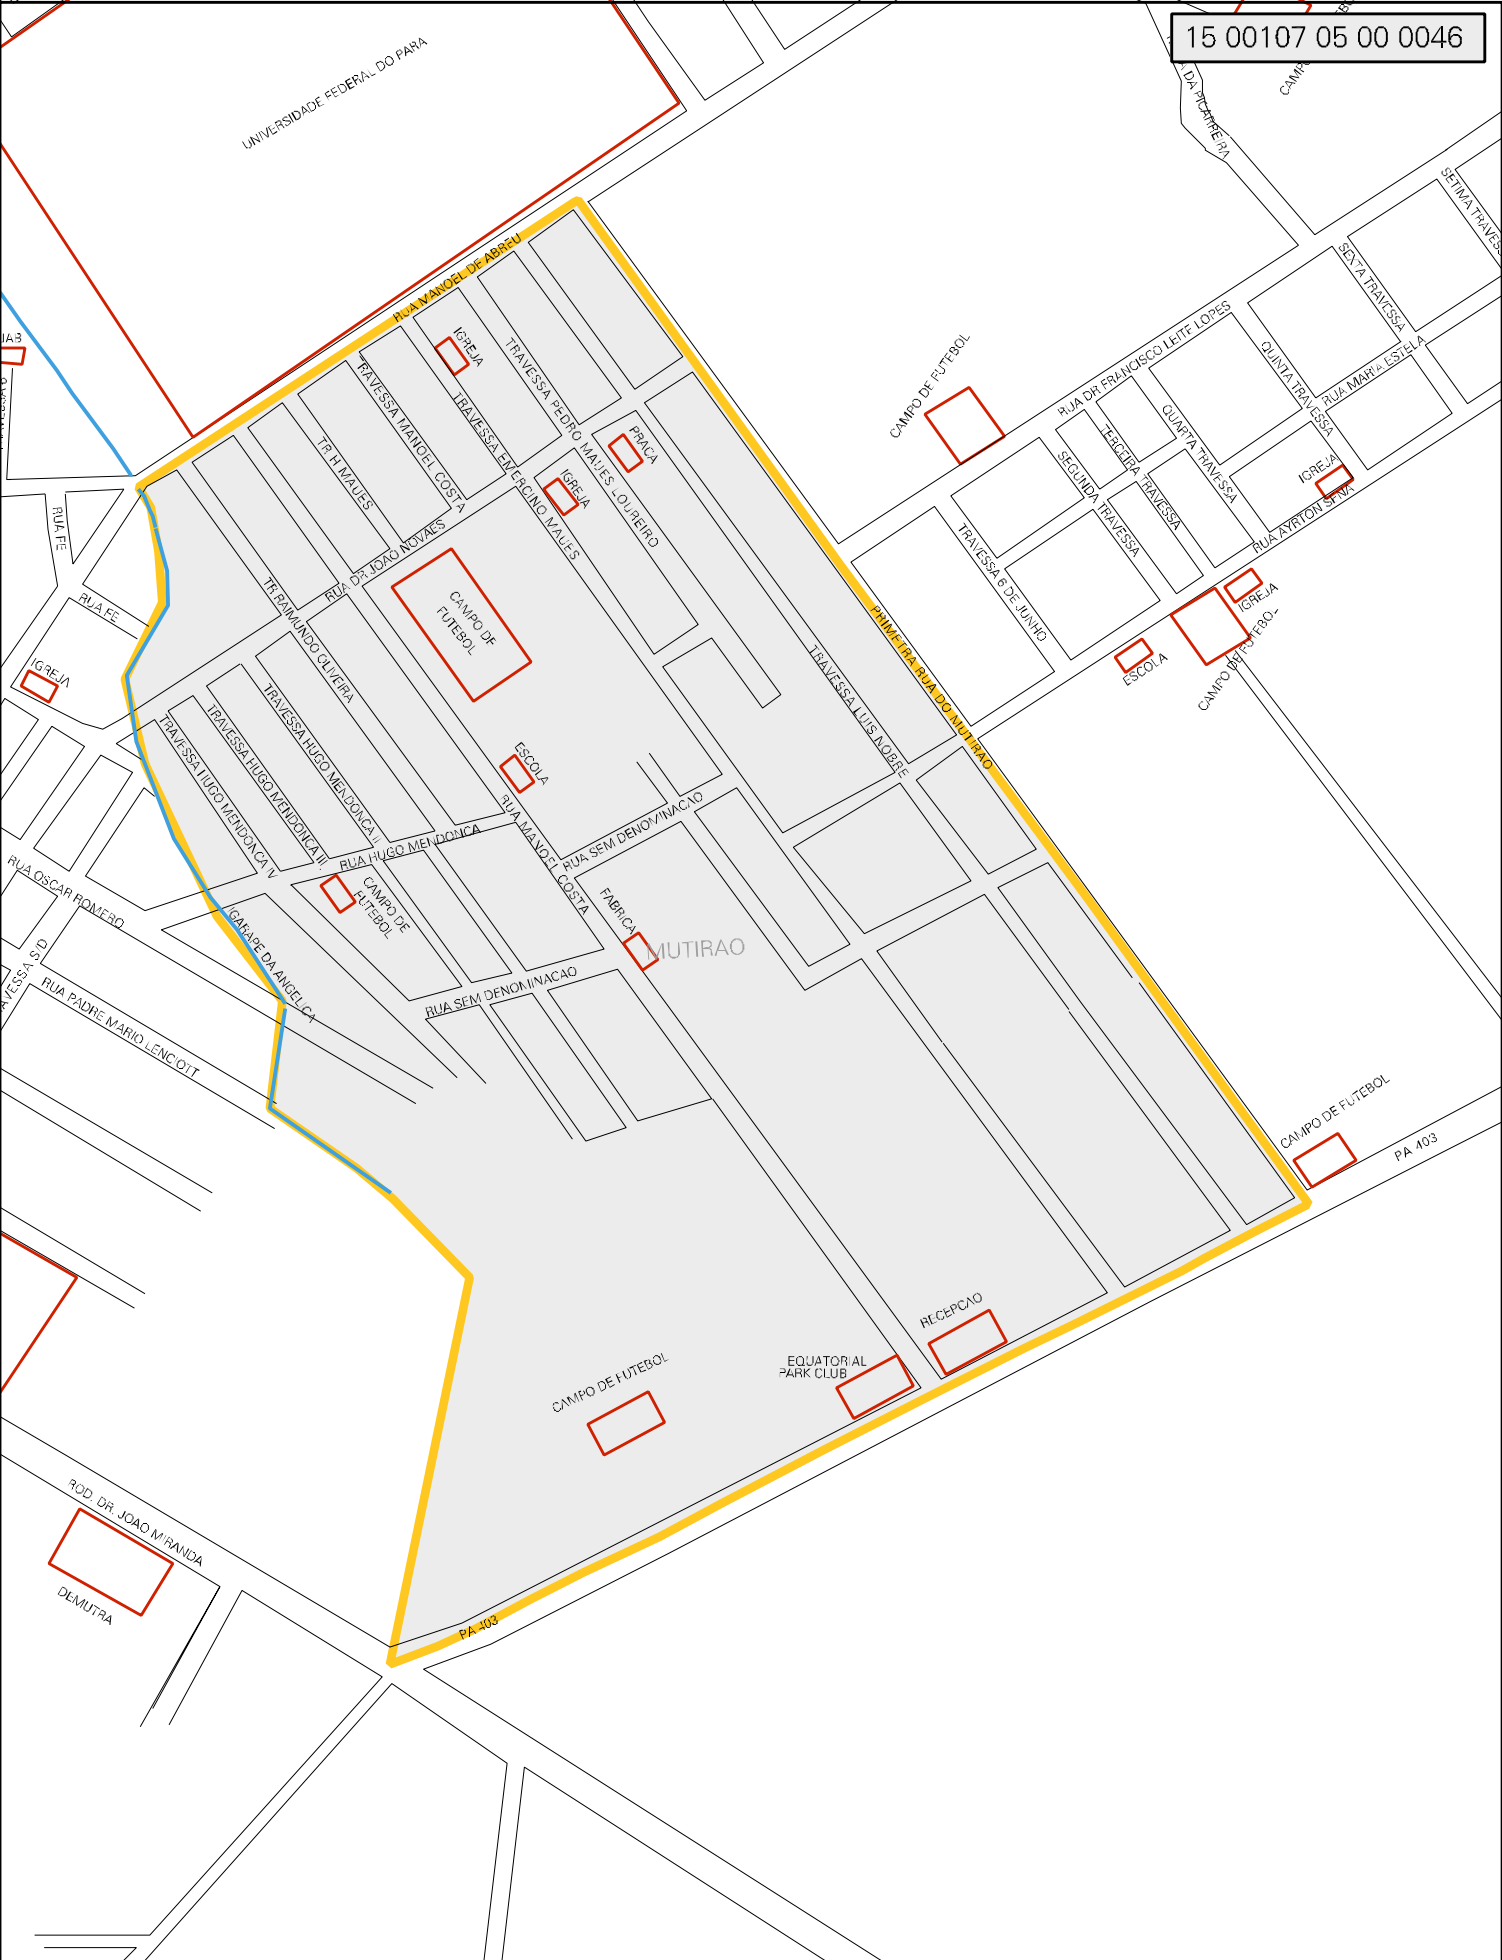 15 00107 05 00 0046
UNIVERSIDADE FEDERAL DO PARA
RUA MANOEL DE ABREU
SETIMA
SEXTA TRAVESSA
RUA DR FRANCISCO LEITE LOPES
QUINTA TRAVESSA
RUA MARIA ESTELA
QUARTA TRAVESSA
TERCEIRA TRAVESSA
SEGUNDA TRAVESSA
TRAVESSA 6 DE JUNHO
IGREJA
RUA AYRTON SENA
IGREJA
CAMPO DE FUTEBOL
ESCOLA
CAMPO DE FUTEBOL
IGREJA
TRAVESSA PEDRO MAUES LOUREIRO
TRAVESSA EMERCINO MAUES
TRAVESSA MANOEL COSTA
TR H MAUES
PRACA
IGREJA
RUA DR JOAO NOVAES
TR RAIMUNDO OLIVEIRA
CAMPO DE
FUTEBOL
RUA FE
RUA FE
IGREJA
PRIMEIRA RUA DO MUTIRAO
TRAVESSA LUIS NOBRE
TRAVESSA HUGO MENDONCA II
TRAVESSA HUGO MENDONCA III
TRAVESSA HUGO MENDONCA IV
ESCOLA
RUA MANOEL COSTA
RUA HUGO MENDONCA
RUA SEM DENOMINACAO
CAMPO DE
FUTEBOL
FABRICA
MUTIRAO
RUA OSCAR ROMERO
IGARAPE DA ANGELICA
RUA SEM DENOMINACAO
RUA PADRE MARIO LENCIOTT
CAMPO DE FUTEBOL
PA 403
RECEPCAO
EQUATORIAL
PARK CLUB
CAMPO DE FUTEBOL
ROD. DR. JOAO MIRANDA
DEMUTRA
PA 403